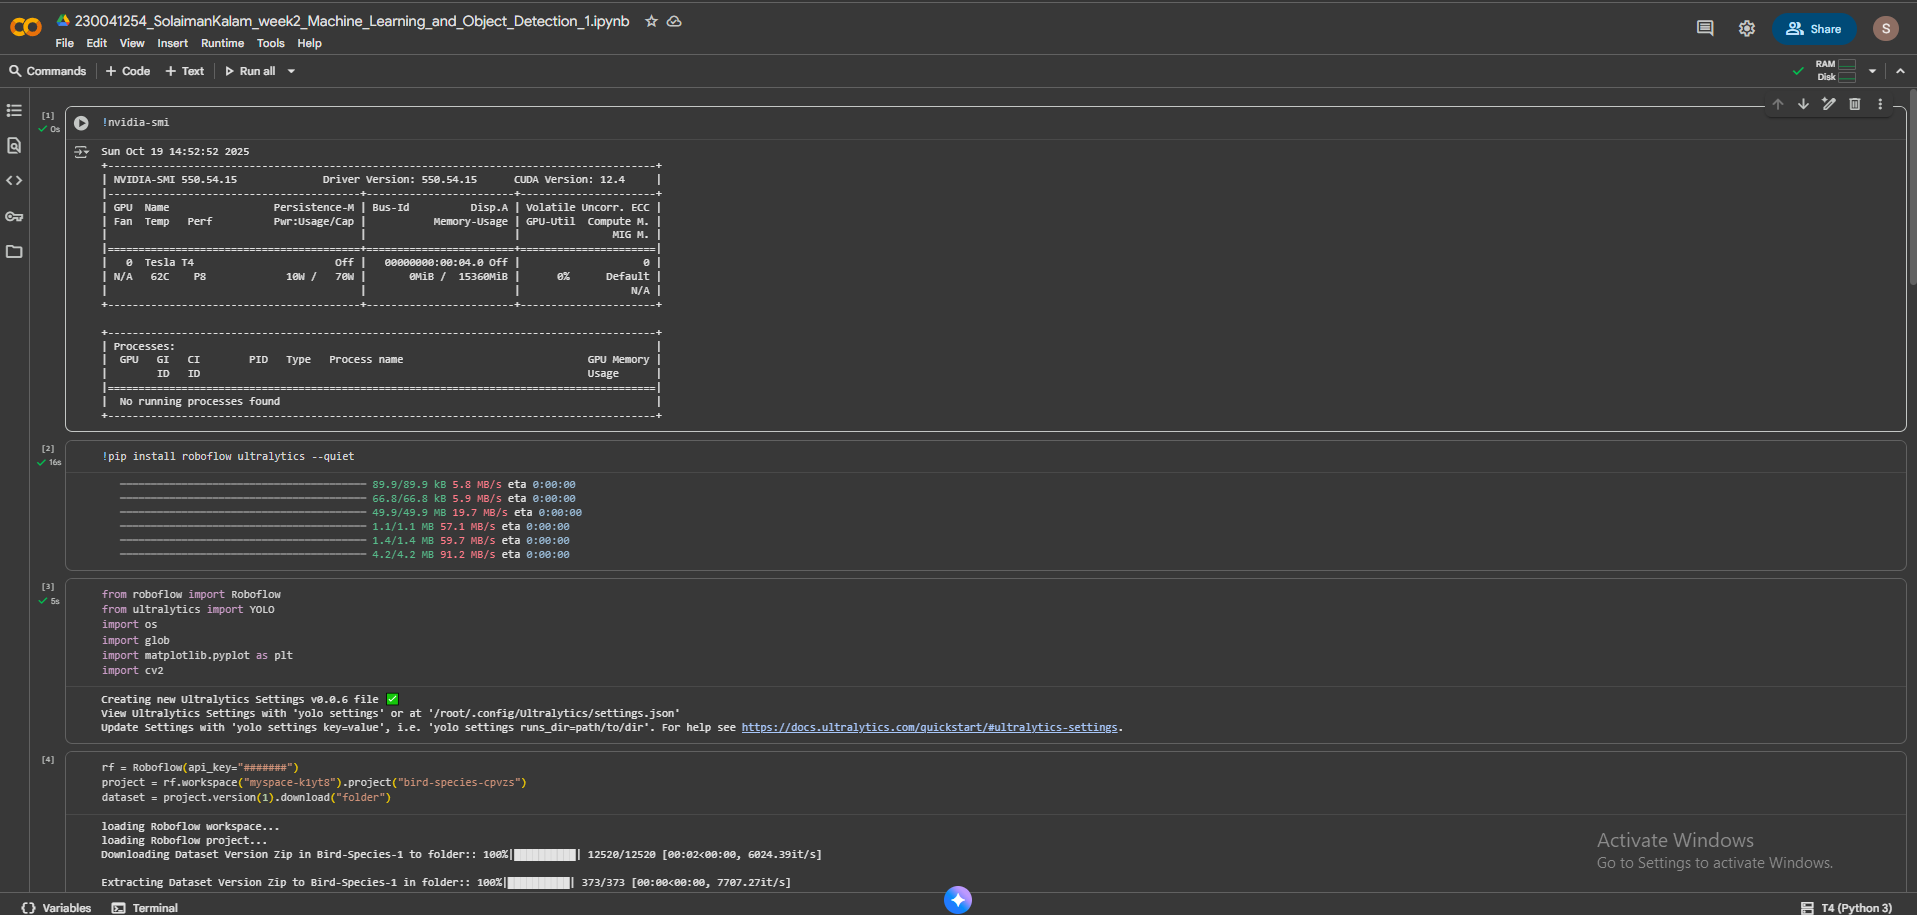 230041254_SolaimanKalam_week2_Machine_Learning_and_Object_Detection_1.ipynb
File Edit View Insert Runtime Tools Help
Share
S
Commands + Code + Text Run all
RAM
Disk
[1]
0s
!nvidia-smi
Sun Oct 19 14:52:52 2025
+-----------------------------------------------------------------------------------------+
| NVIDIA-SMI 550.54.15              Driver Version: 550.54.15      CUDA Version: 12.4     |
|-----------------------------------------+------------------------+----------------------+
| GPU  Name                 Persistence-M | Bus-Id          Disp.A | Volatile Uncorr. ECC |
| Fan  Temp   Perf          Pwr:Usage/Cap |           Memory-Usage | GPU-Util  Compute M. |
|                                         |                        |               MIG M. |
|=========================================+========================+======================|
|   0  Tesla T4                       Off |   00000000:00:04.0 Off |                    0 |
| N/A   62C    P8             10W /   70W |       0MiB /  15360MiB |      0%      Default |
|                                         |                        |                  N/A |
+-----------------------------------------+------------------------+----------------------+
+-----------------------------------------------------------------------------------------+
| Processes:                                                                              |
|  GPU   GI   CI        PID   Type   Process name                              GPU Memory |
|        ID   ID                                                               Usage      |
|=========================================================================================|
|  No running processes found                                                             |
+-----------------------------------------------------------------------------------------+
[2]
16s
!pip install roboflow ultralytics --quiet
89.9/89.9 kB 5.8 MB/s eta 0:00:00
66.8/66.8 kB 5.9 MB/s eta 0:00:00
49.9/49.9 MB 19.7 MB/s eta 0:00:00
1.1/1.1 MB 57.1 MB/s eta 0:00:00
1.4/1.4 MB 59.7 MB/s eta 0:00:00
4.2/4.2 MB 91.2 MB/s eta 0:00:00
[3]
5s
from roboflow import Roboflow
from ultralytics import YOLO
import os
import glob
import matplotlib.pyplot as plt
import cv2
Creating new Ultralytics Settings v0.0.6 file ✅
View Ultralytics Settings with 'yolo settings' or at '/root/.config/Ultralytics/settings.json'
Update Settings with 'yolo settings key=value', i.e. 'yolo settings runs_dir=path/to/dir'. For help see https://docs.ultralytics.com/quickstart/#ultralytics-settings.
[4]
rf = Roboflow(api_key="#######")
project = rf.workspace("myspace-k1yt8").project("bird-species-cpvzs")
dataset = project.version(1).download("folder")
loading Roboflow workspace...
loading Roboflow project...
Downloading Dataset Version Zip in Bird-Species-1 to folder:: 100%|██████████| 12520/12520 [00:02<00:00, 6024.39it/s]
Extracting Dataset Version Zip to Bird-Species-1 in folder:: 100%|██████████| 373/373 [00:00<00:00, 7707.27it/s]
Activate Windows
Go to Settings to activate Windows.
Variables Terminal
T4 (Python 3)